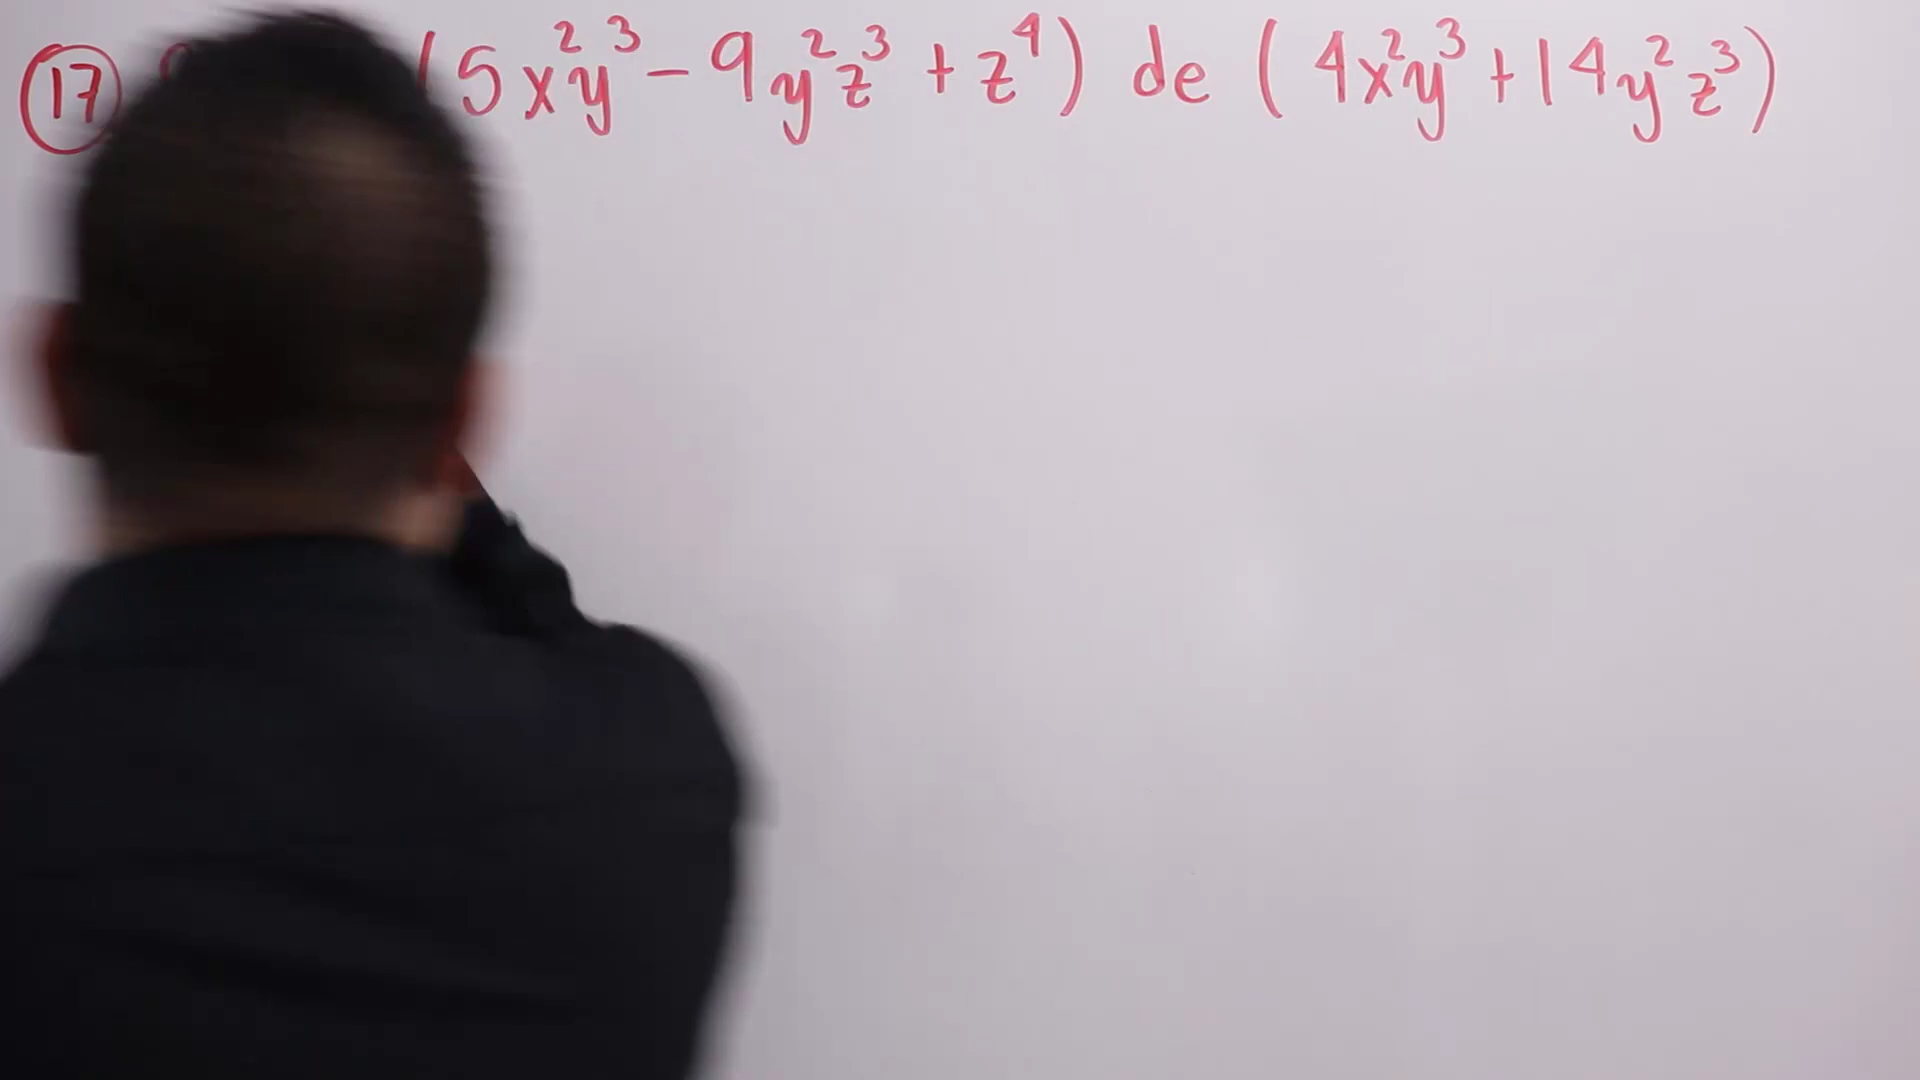 17 (5x²y³ - 9y²z³ + z⁴) de (4x²y³ + 14y²z³)